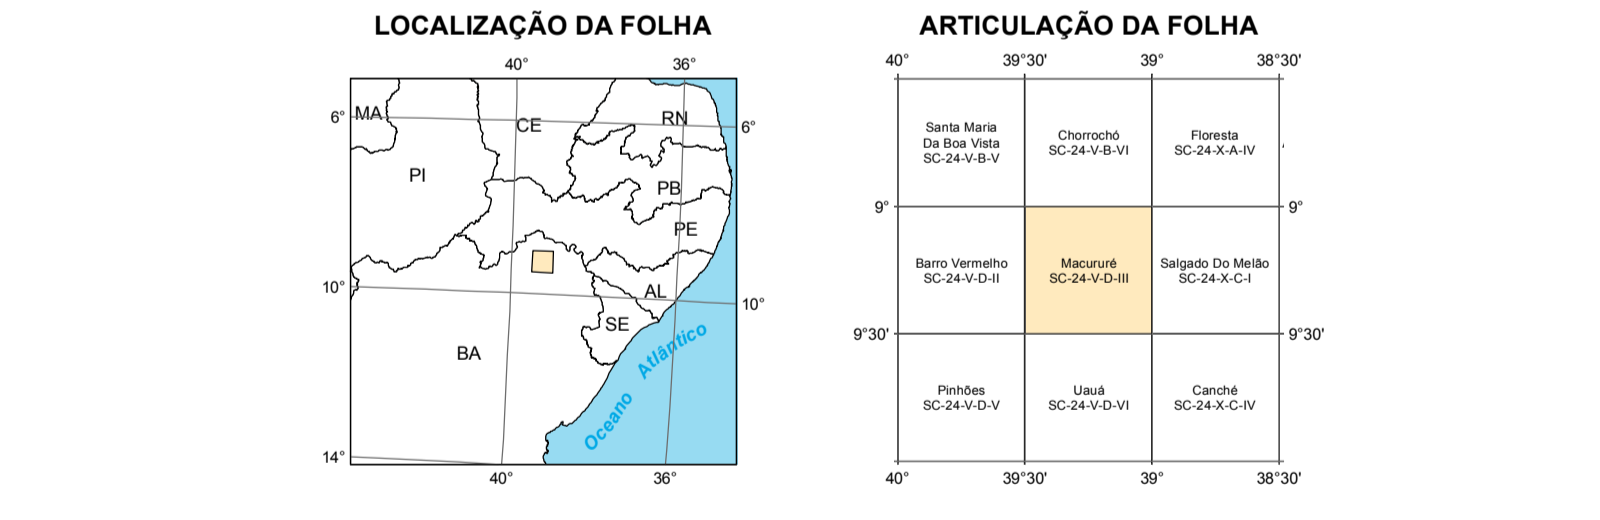 LOCALIZAÇÃO DA FOLHA
40°
36°
6°
MA
CE
RN
6°
PI
PB
PE
10°
AL
10°
SE
BA
Oceano Atlântico
14°
40°
36°
ARTICULAÇÃO DA FOLHA
40°
39°30'
39°
38°30'
Santa Maria
Da Boa Vista
SC-24-V-B-V
Chorrochó
SC-24-V-B-VI
Floresta
SC-24-X-A-IV
9°
9°
Barro Vermelho
SC-24-V-D-II
Macururé
SC-24-V-D-III
Salgado Do Melão
SC-24-X-C-I
9°30'
9°30'
Pinhões
SC-24-V-D-V
Uauá
SC-24-V-D-VI
Canché
SC-24-X-C-IV
40°
39°30'
39°
38°30'